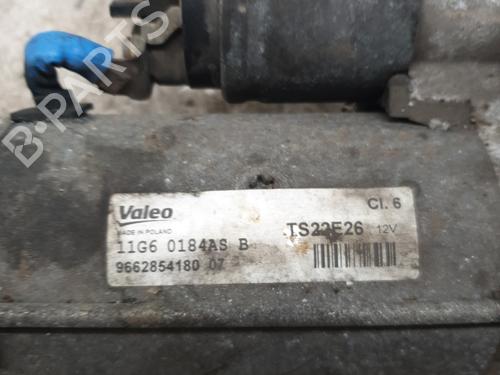 Valeo
Cl. 6
MADE IN POLAND
TS22E26 12V
11G6 0184AS B
9662854180 07
B-PARTS